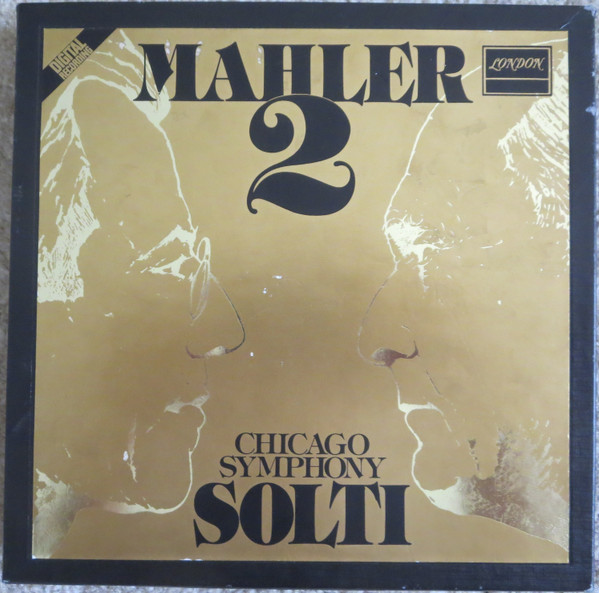 DIGITAL
RECORDING
MAHLER
LONDON
2
CHICAGO
SYMPHONY
SOLTI